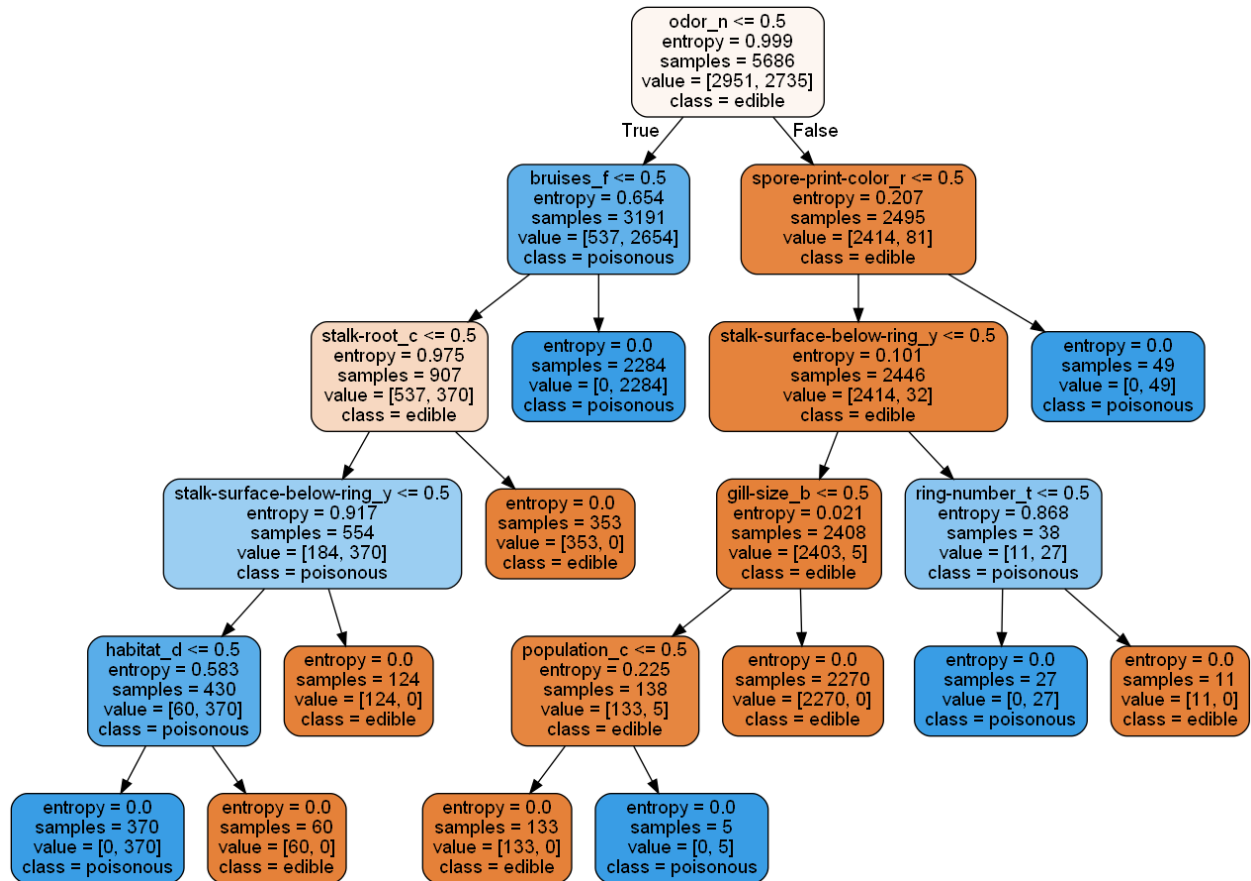 odor_n <= 0.5
entropy = 0.999
samples = 5686
value = [2951, 2735]
class = edible
True
False
bruises_f <= 0.5
entropy = 0.654
samples = 3191
value = [537, 2654]
class = poisonous
spore-print-color_r <= 0.5
entropy = 0.207
samples = 2495
value = [2414, 81]
class = edible
stalk-root_c <= 0.5
entropy = 0.975
samples = 907
value = [537, 370]
class = edible
entropy = 0.0
samples = 2284
value = [0, 2284]
class = poisonous
stalk-surface-below-ring_y <= 0.5
entropy = 0.101
samples = 2446
value = [2414, 32]
class = edible
entropy = 0.0
samples = 49
value = [0, 49]
class = poisonous
stalk-surface-below-ring_y <= 0.5
entropy = 0.917
samples = 554
value = [184, 370]
class = poisonous
entropy = 0.0
samples = 353
value = [353, 0]
class = edible
gill-size_b <= 0.5
entropy = 0.021
samples = 2408
value = [2403, 5]
class = edible
ring-number_t <= 0.5
entropy = 0.868
samples = 38
value = [11, 27]
class = poisonous
habitat_d <= 0.5
entropy = 0.583
samples = 430
value = [60, 370]
class = poisonous
entropy = 0.0
samples = 124
value = [124, 0]
class = edible
population_c <= 0.5
entropy = 0.225
samples = 138
value = [133, 5]
class = edible
entropy = 0.0
samples = 2270
value = [2270, 0]
class = edible
entropy = 0.0
samples = 27
value = [0, 27]
class = poisonous
entropy = 0.0
samples = 11
value = [11, 0]
class = edible
entropy = 0.0
samples = 370
value = [0, 370]
class = poisonous
entropy = 0.0
samples = 60
value = [60, 0]
class = edible
entropy = 0.0
samples = 133
value = [133, 0]
class = edible
entropy = 0.0
samples = 5
value = [0, 5]
class = poisonous